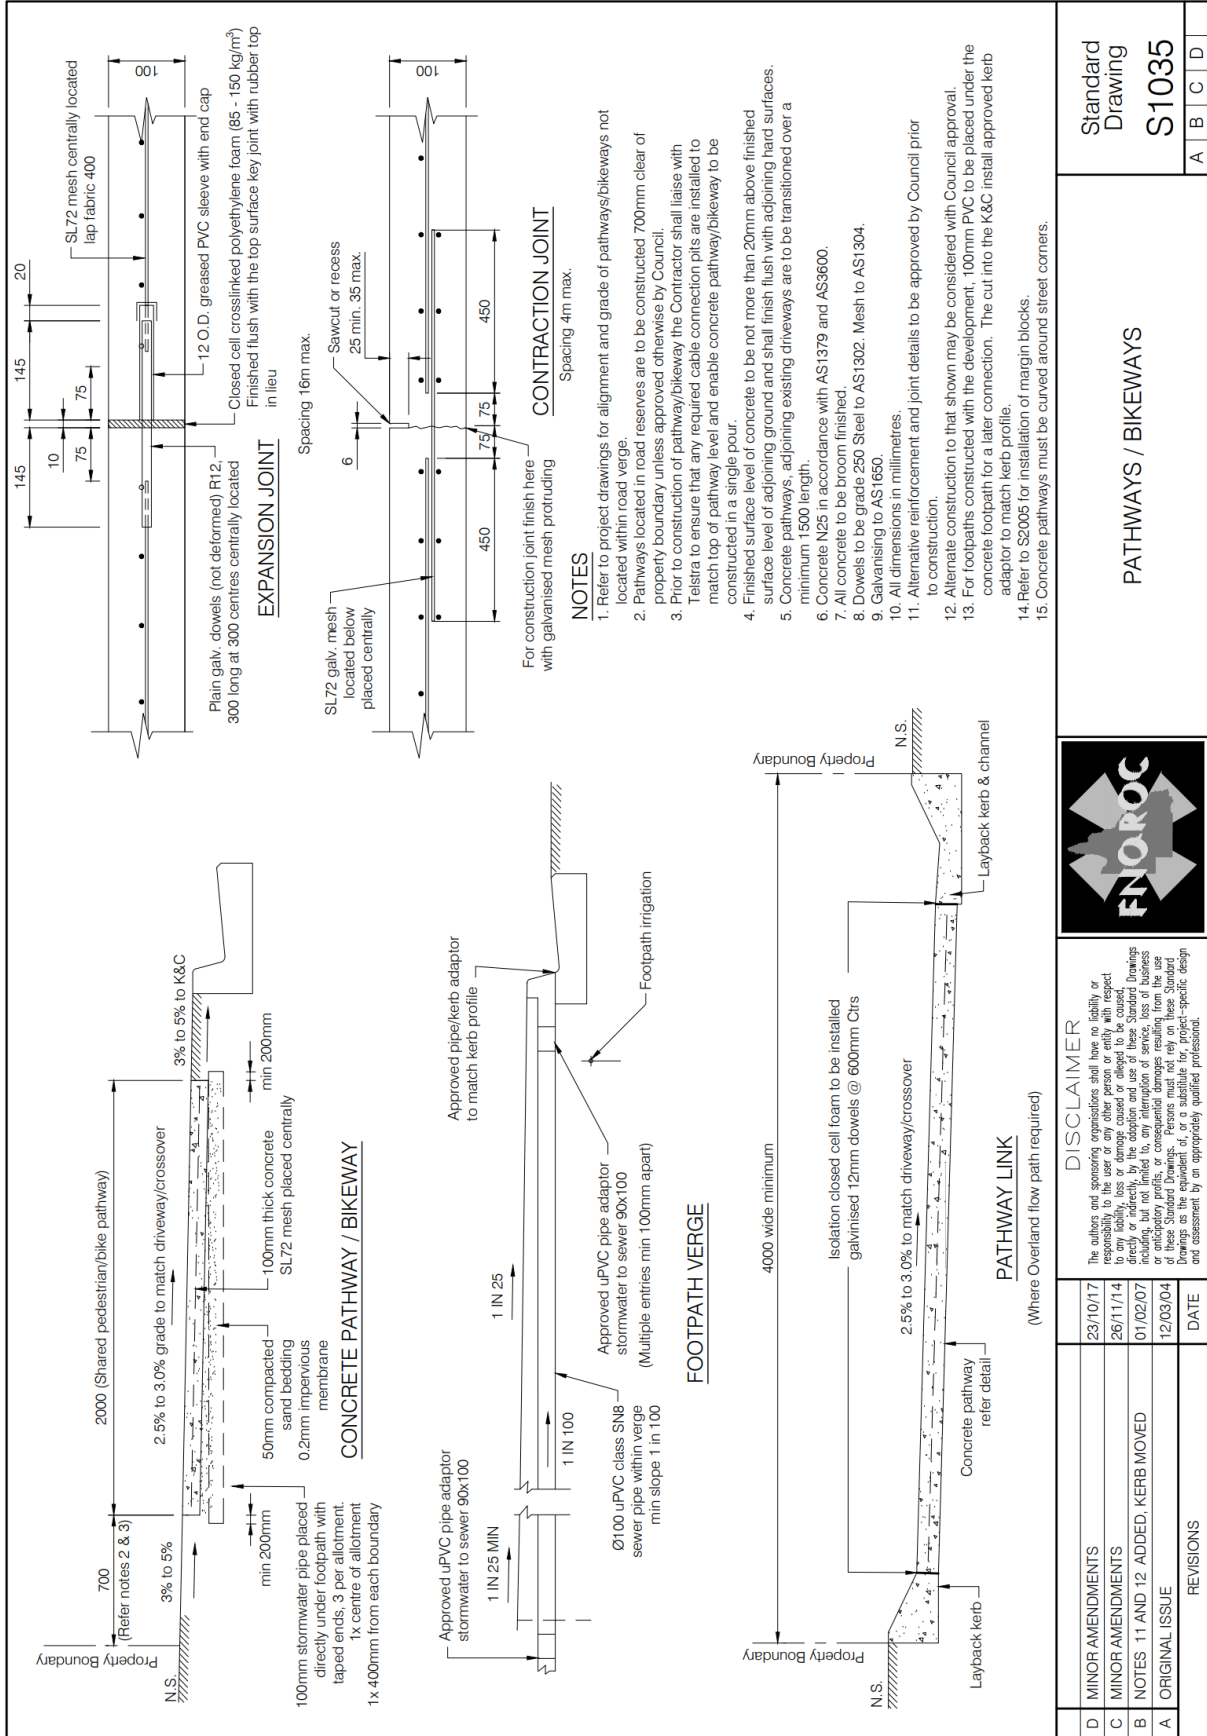 Property Boundary
N.S.
700
(Refer notes 2 & 3)
3% to 5%
2000 (Shared pedestrian/bike pathway)
2.5% to 3.0% grade to match driveway/crossover
3% to 5% to K&C
min 200mm
min 200mm
100mm stormwater pipe placed
directly under footpath with
taped ends, 3 per allotment.
1x centre of allotment
1x 400mm from each boundary
50mm compacted
sand bedding
0.2mm impervious
membrane
100mm thick concrete
SL72 mesh placed centrally
CONCRETE PATHWAY / BIKEWAY
Approved uPVC pipe adaptor
stormwater to sewer 90x100
1 IN 25 MIN
1 IN 25
1 IN 100
Approved pipe/kerb adaptor
to match kerb profile
Ø100 uPVC class SN8
sewer pipe within verge
min slope 1 in 100
Approved uPVC pipe adaptor
stormwater to sewer 90x100
(Multiple entries min 100mm apart)
Footpath irrigation
FOOTPATH VERGE
Property Boundary
Property Boundary
4000 wide minimum
N.S.
N.S.
Isolation closed cell foam to be installed
galvinised 12mm dowels @ 600mm Ctrs
2.5% to 3.0% to match driveway/crossover
Layback kerb
Concrete pathway
refer detail
Layback kerb & channel
PATHWAY LINK
(Where Overland flow path required)
145
10
75
145
75
20
100
SL72 mesh centrally located
lap fabric 400
12 O.D. greased PVC sleeve with end cap
Closed cell crosslinked polyethylene foam (85 - 150 kg/m³)
Finished flush with the top surface key joint with rubber top
in lieu
Plain galv. dowels (not deformed) R12,
300 long at 300 centres centrally located
EXPANSION JOINT
Spacing 16m max.
6
Sawcut or recess
25 min. 35 max.
100
SL72 galv. mesh
located below
placed centrally
450
75
75
450
For construction joint finish here
with galvanised mesh protruding
CONTRACTION JOINT
Spacing 4m max.
NOTES
1. Refer to project drawings for alignment and grade of pathways/bikeways not
located within road verge.
2. Pathways located in road reserves are to be constructed 700mm clear of
property boundary unless approved otherwise by Council.
3. Prior to construction of pathway/bikeway the Contractor shall liaise with
Telstra to ensure that any required cable connection pits are installed to
match top of pathway level and enable concrete pathway/bikeway to be
constructed in a single pour.
4. Finished surface level of concrete to be not more than 20mm above finished
surface level of adjoining ground and shall finish flush with adjoining hard surfaces.
5. Concrete pathways, adjoining existing driveways are to be transitioned over a
minimum 1500 length.
6. Concrete N25 in accordance with AS1379 and AS3600.
7. All concrete to be broom finished.
8. Dowels to be grade 250 Steel to AS1302. Mesh to AS1304.
9. Galvanising to AS1650.
10. All dimensions in millimetres.
11. Alternative reinforcement and joint details to be approved by Council prior
to construction.
12. Alternate construction to that shown may be considered with Council approval.
13. For footpaths constructed with the development, 100mm PVC to be placed under the
concrete footpath for a later connection. The cut into the K&C install approved kerb
adaptor to match kerb profile.
14. Refer to S2005 for installation of margin blocks.
15. Concrete pathways must be curved around street corners.
D MINOR AMENDMENTS 23/10/17
C MINOR AMENDMENTS 26/11/14
B NOTES 11 AND 12 ADDED, KERB MOVED 01/02/07
A ORIGINAL ISSUE 12/03/04
REVISIONS DATE
DISCLAIMER
The authors and sponsoring organisations shall have no liability or
responsibility to the user or any other person or entity with respect
to any liability, loss or damage caused or alleged to be caused,
directly or indirectly, by the adoption and use of these Standard Drawings
including, but not limited to, any interruption of service, loss of business
or anticipatory profits, or consequential damages resulting from the use
of these Standard Drawings. Persons must not rely on these Standard
Drawings as the equivalent of, or a substitute for, project-specific design
and assessment by an appropriately qualified professional.
FNQROC
PATHWAYS / BIKEWAYS
Standard
Drawing
S1035
A B C D